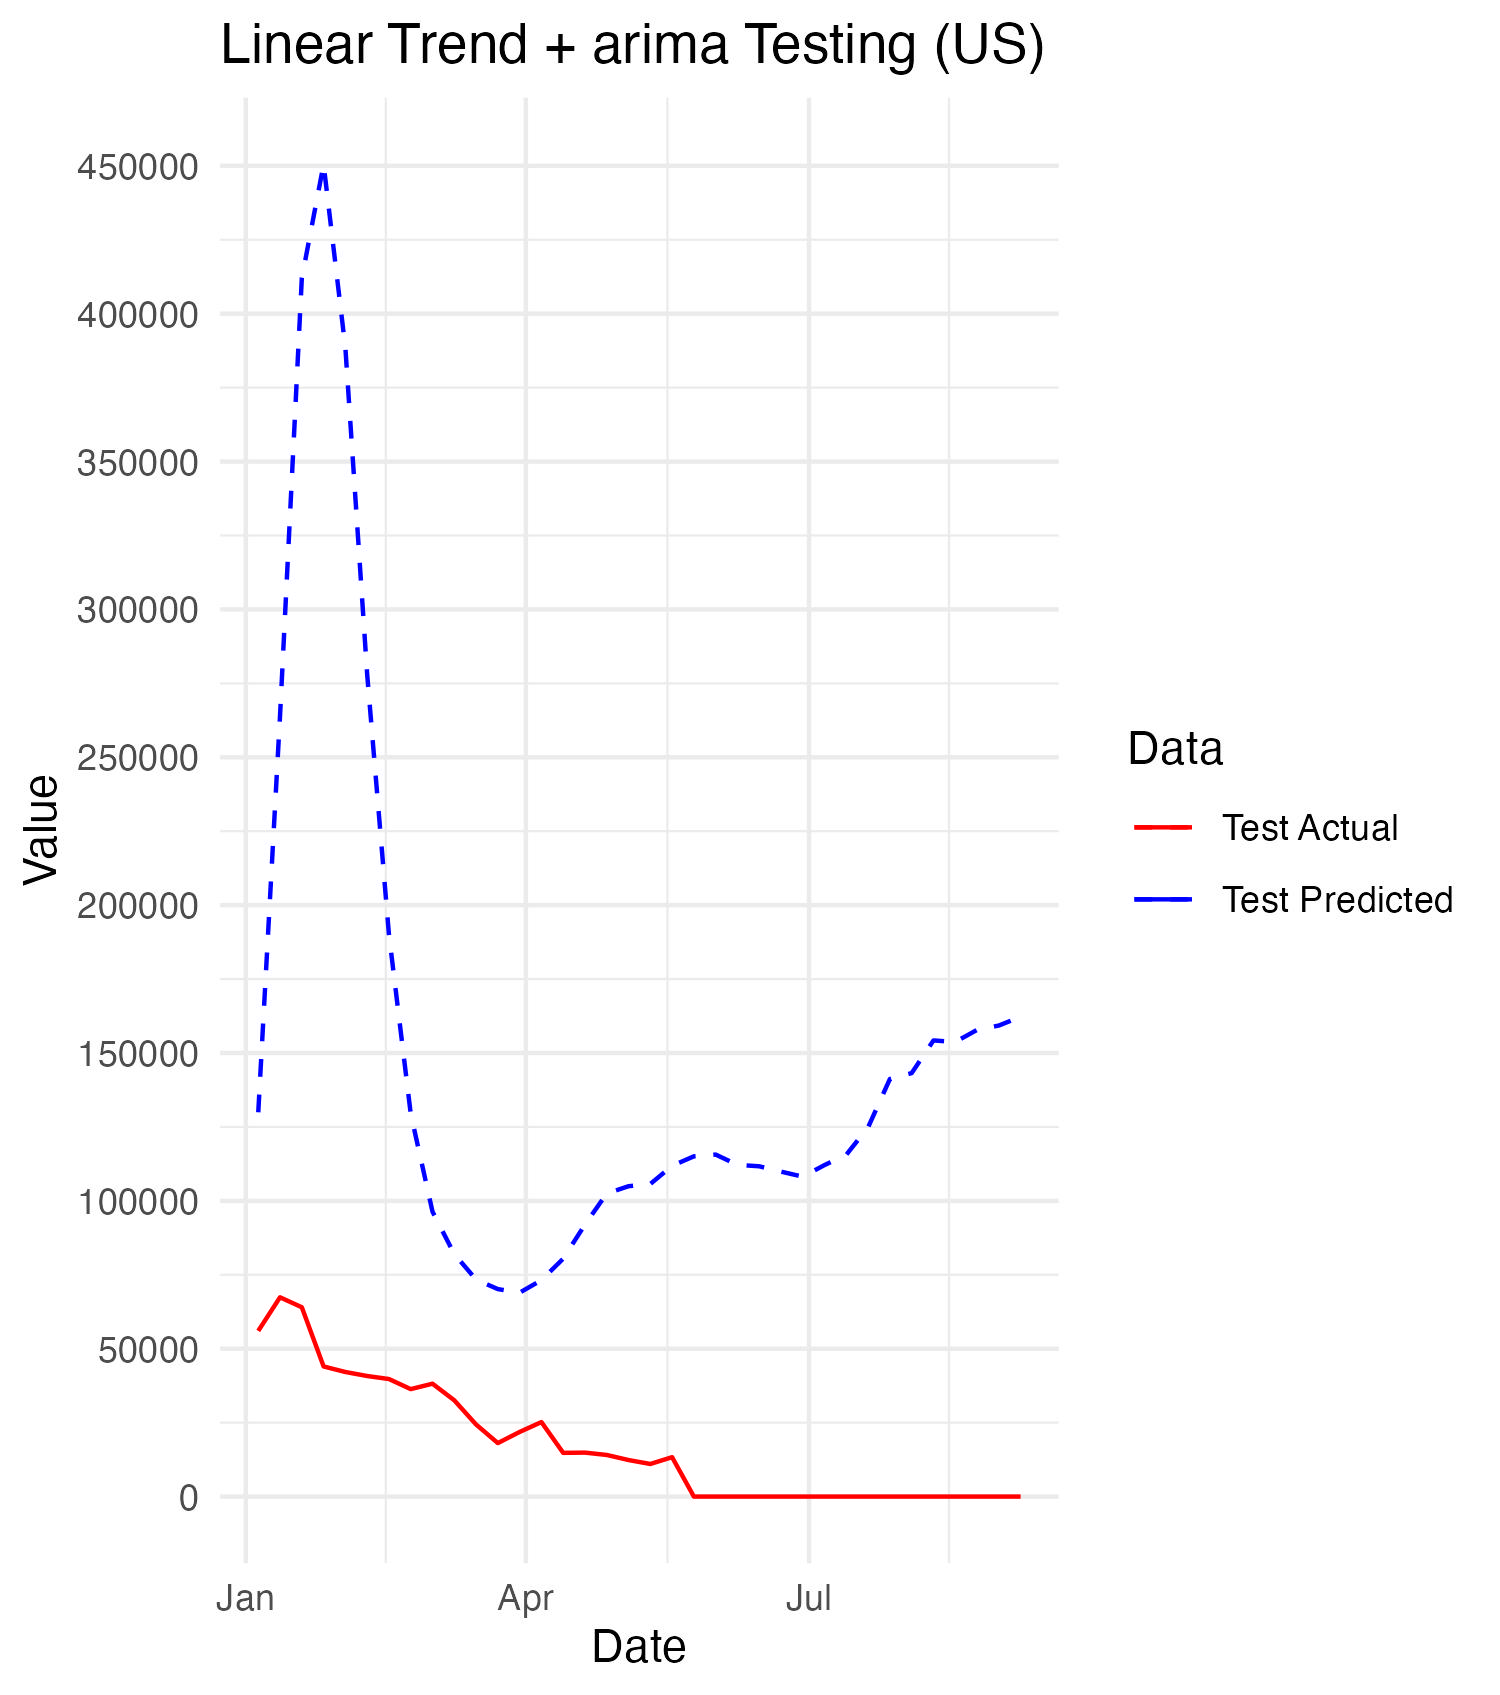 Linear Trend + arima Testing (US)
450000
400000
350000
300000
250000
200000
150000
100000
50000
0
Value
Jan
Apr
Jul
Date
Data
Test Actual
Test Predicted